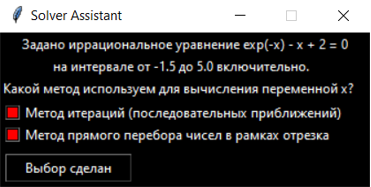 Solver Assistant
Задано иррациональное уравнение exp(-x) - x + 2 = 0
на интервале от -1.5 до 5.0 включительно.
Какой метод используем для вычисления переменной x?
Метод итераций (последовательных приближений)
Метод прямого перебора чисел в рамках отрезка
Выбор сделан